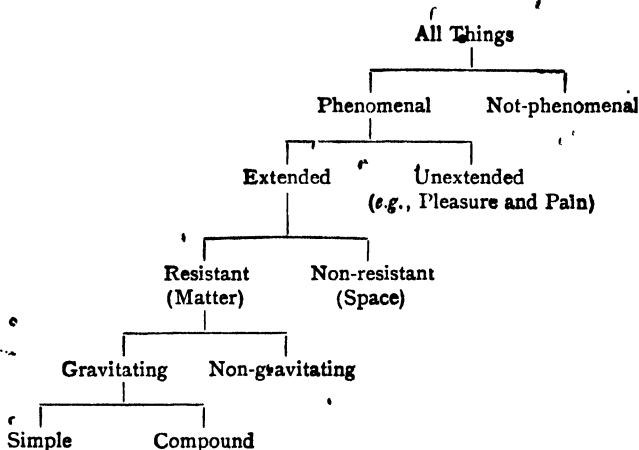 All Things
Phenomenal Not-phenomenal
Extended Unextended
(e.g., Pleasure and Pain)
Resistant Non-resistant
(Matter) (Space)
Gravitating Non-gravitating
Simple Compound